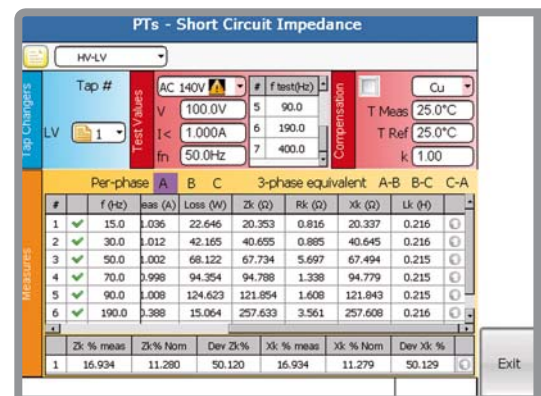 PTs - Short Circuit Impedance
HV-LV
Tap Changers
Tap #
LV 1
Test Values
AC 140V
V 100.0V
I< 1.000A
fn 50.0Hz
# f test(Hz)
5 90.0
6 190.0
7 400.0
Compensation
Cu
T Meas 25.0°C
T Ref 25.0°C
k 1.00
Measures
Per-phase A B C 3-phase equivalent A-B B-C C-A
# f (Hz) eas (A) Loss (W) Zk (Ω) Rk (Ω) Xk (Ω) Lk (H)
1 15.0 1.036 22.646 20.353 0.816 20.337 0.216
2 30.0 1.012 42.165 40.655 0.885 40.645 0.216
3 50.0 1.002 68.122 67.734 5.697 67.494 0.215
4 70.0 0.998 94.354 94.788 1.338 94.779 0.215
5 90.0 1.008 124.623 121.854 1.608 121.843 0.215
6 190.0 0.388 15.064 257.633 3.561 257.608 0.216
Zk % meas Zk% Nom Dev Zk% Xk % meas Xk % Nom Dev Xk %
1 16.934 11.280 50.120 16.934 11.279 50.129
Exit